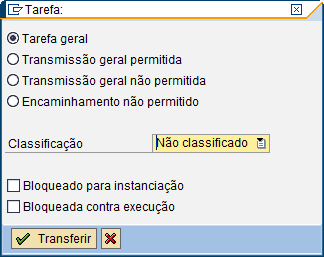 Tarefa:
Tarefa geral
Transmissão geral permitida
Transmissão geral não permitida
Encaminhamento não permitido
Classificação Não classificado
Bloqueado para instanciação
Bloqueada contra execução
Transferir